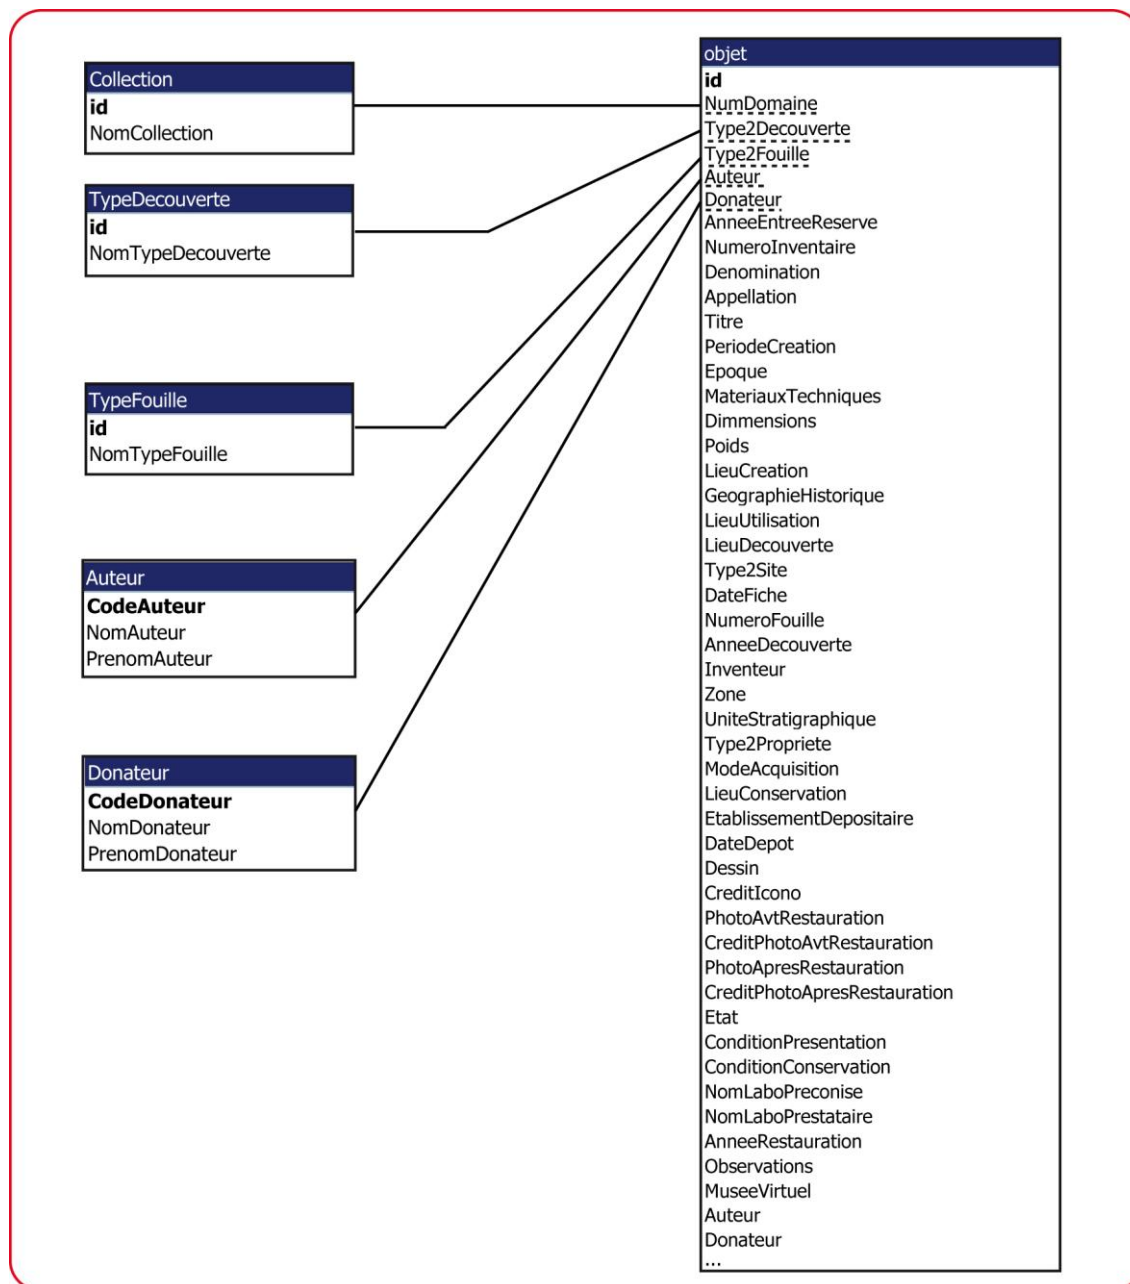 Collection
id
NomCollection
TypeDecouverte
id
NomTypeDecouverte
TypeFouille
id
NomTypeFouille
Auteur
CodeAuteur
NomAuteur
PrenomAuteur
Donateur
CodeDonateur
NomDonateur
PrenomDonateur
objet
id
NumDomaine
Type2Decouverte
Type2Fouille
Auteur
Donateur
AnneeEntreeReserve
NumeroInventaire
Denomination
Appellation
Titre
PeriodeCreation
Epoque
MateriauxTechniques
Dimmensions
Poids
LieuCreation
GeographieHistorique
LieuUtilisation
LieuDecouverte
Type2Site
DateFiche
NumeroFouille
AnneeDecouverte
Inventeur
Zone
UniteStratigraphique
Type2Propriete
ModeAcquisition
LieuConservation
EtablissementDepositaire
DateDepot
Dessin
CreditIcono
PhotoAvtRestauration
CreditPhotoAvtRestauration
PhotoApresRestauration
CreditPhotoApresRestauration
Etat
ConditionPresentation
ConditionConservation
NomLaboPreconise
NomLaboPrestataire
AnneeRestauration
Observations
MuseeVirtuel
Auteur
Donateur
...